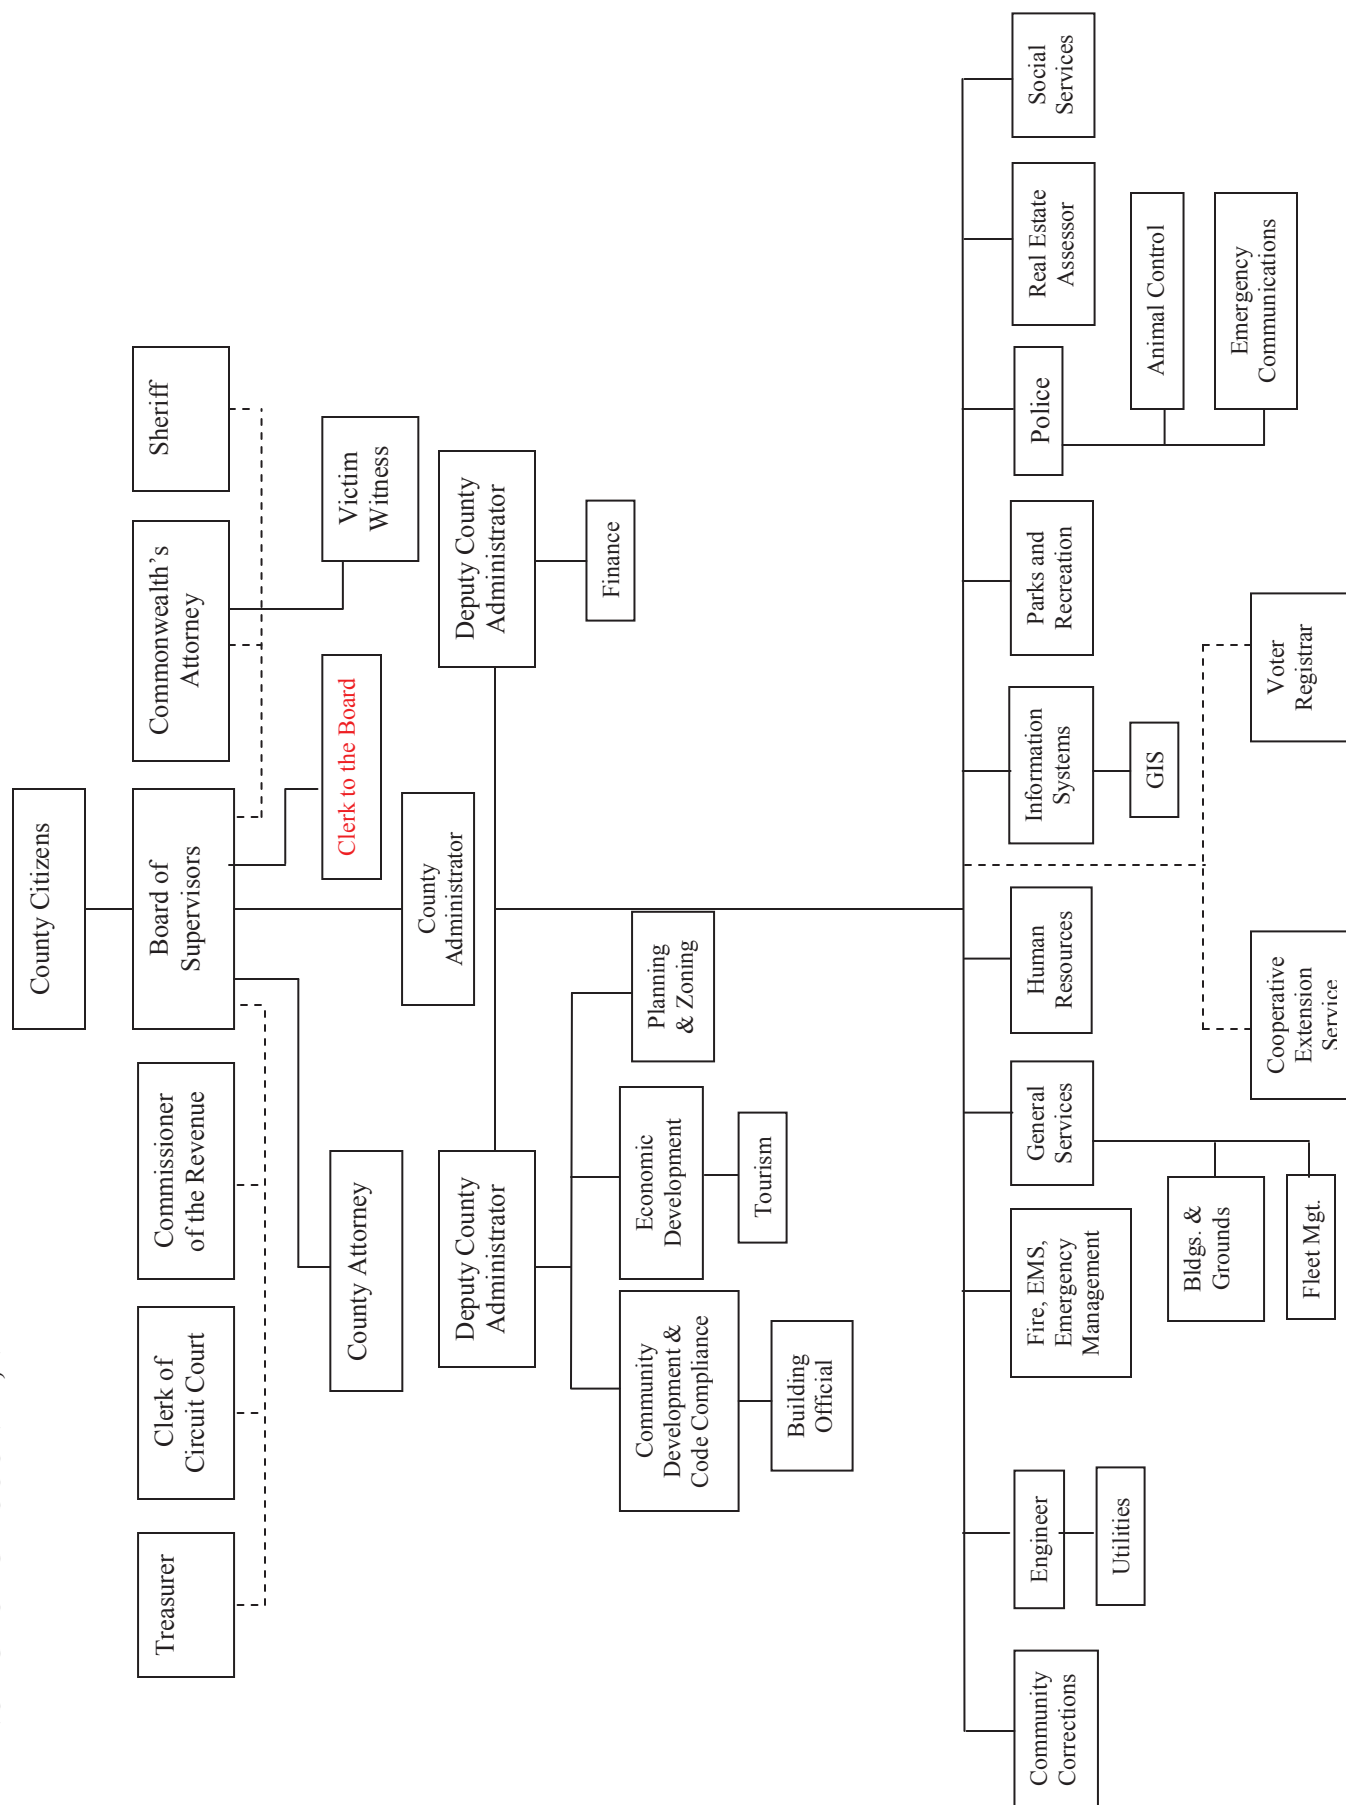 County Citizens
Treasurer
Clerk of
Circuit Court
Commissioner
of the Revenue
Board of
Supervisors
Commonwealth’s
Attorney
Sheriff
County Attorney
Clerk to the Board
Victim
Witness
County
Administrator
Deputy County
Administrator
Deputy County
Administrator
Community
Development &
Code Compliance
Economic
Development
Planning
& Zoning
Finance
Building
Official
Tourism
Community
Corrections
Engineer
Fire, EMS,
Emergency
Management
General
Services
Human
Resources
Information
Systems
Parks and
Recreation
Police
Real Estate
Assessor
Social
Services
Utilities
Bldgs. &
Grounds
Fleet Mgt.
GIS
Animal Control
Emergency
Communications
Cooperative
Extension
Service
Voter
Registrar